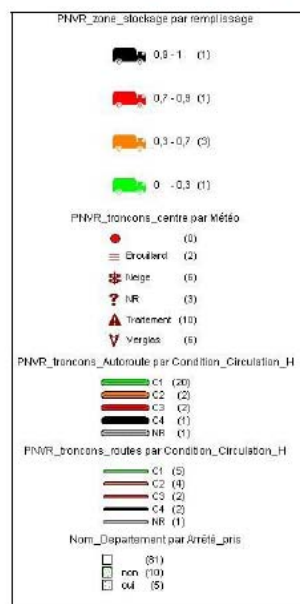 PNVR_zone_stockage par remplissage
0,9 - 1 (1)
0,7 - 0,9 (1)
0,3 - 0,7 (3)
0 - 0,3 (1)
PNVR_troncons_centre par Météo
(0)
Brouillard (2)
Neige (6)
NR (3)
Traitement (10)
Verglas (6)
PNVR_troncons_Autoroute par Condition_Circulation_H
C1 (20)
C2 (2)
C3 (2)
C4 (1)
NR (1)
PNVR_troncons_routes par Condition_Circulation_H
C1 (5)
C2 (4)
C3 (2)
C4 (2)
NR (1)
Nom_Departement par Arrêté_pris
(81)
non (10)
oui (5)